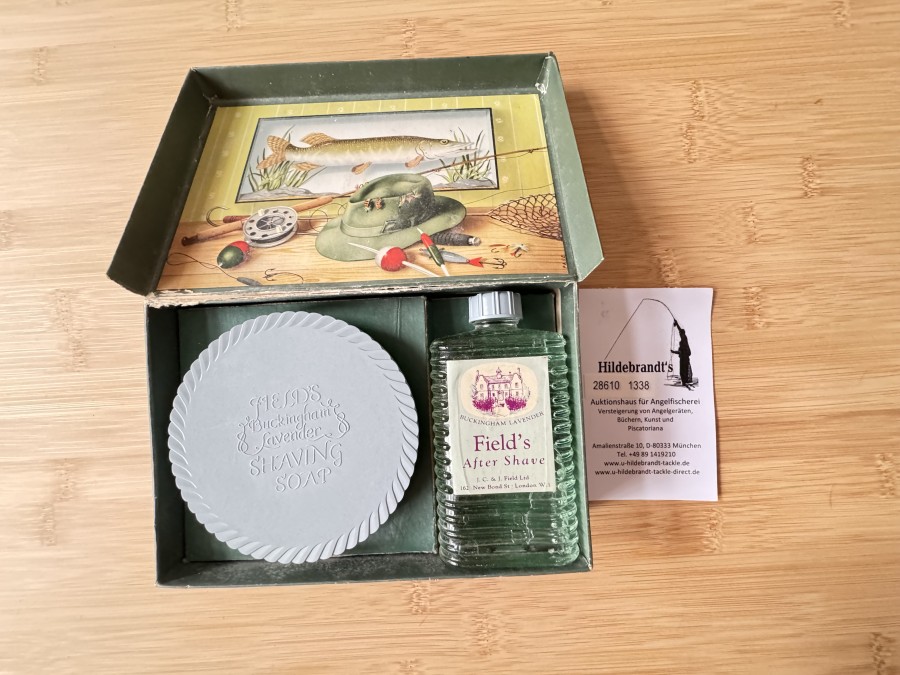 FIELD'S
Buckingham
Lavender
SHAVING
SOAP
BUCKINGHAM LAVENDER
Field's
After Shave
J. C. & J. Field Ltd
162, New Bond St · London W.1
Hildebrandt's
28610 1338
Auktionshaus für Angelfischerei
Versteigerung von Angelgeräten,
Büchern, Kunst und
Piscatoriana
Amalienstraße 10, D-80333 München
Tel. +49 89 1419210
www.u-hildebrandt-tackle.de
www.u-hildebrandt-tackle-direct.de